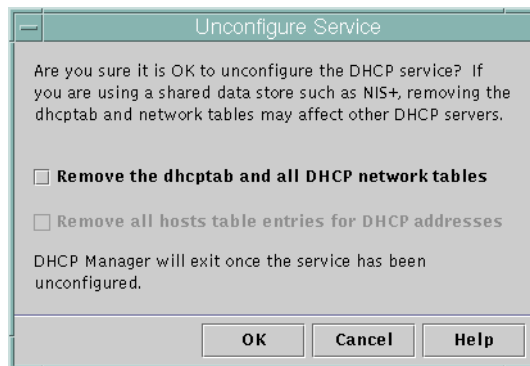 Unconfigure Service
Are you sure it is OK to unconfigure the DHCP service? If
you are using a shared data store such as NIS+, removing the
dhcptab and network tables may affect other DHCP servers.
Remove the dhcptab and all DHCP network tables
Remove all hosts table entries for DHCP addresses
DHCP Manager will exit once the service has been
unconfigured.
OK Cancel Help